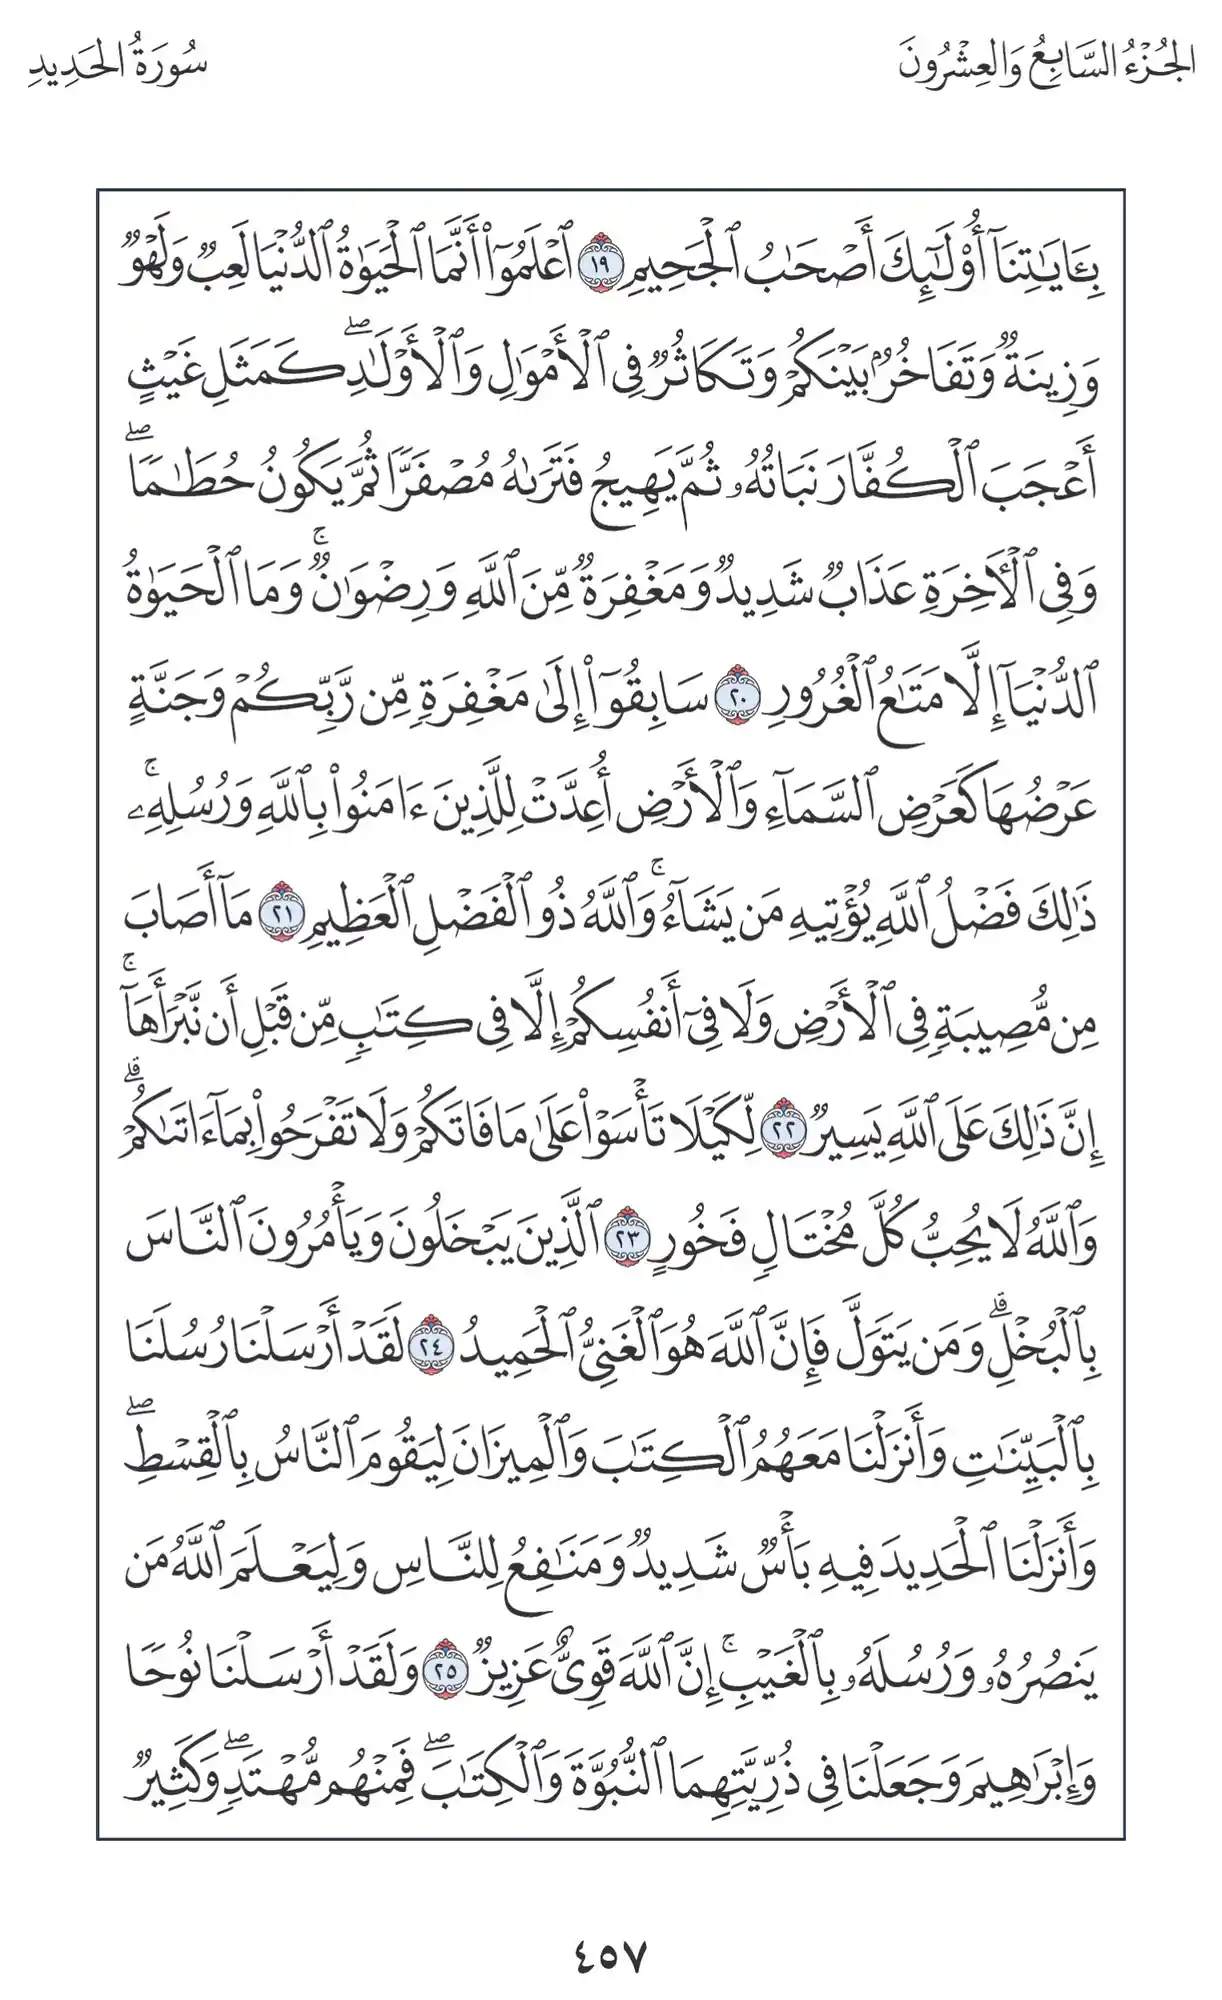 الجُزْءُ السَّابِعُ وَالعِشْرُونَ
سُورَةُ الحَدِيدِ
بِـَٔايَٰتِنَآ أُوْلَٰٓئِكَ أَصْحَٰبُ ٱلْجَحِيمِ ١٩ ٱعْلَمُوٓاْ أَنَّمَا ٱلْحَيَوٰةُ ٱلدُّنْيَا لَعِبٌ وَلَهْوٌ
وَزِينَةٌ وَتَفَاخُرٌۢ بَيْنَكُمْ وَتَكَاثُرٌ فِى ٱلْأَمْوَٰلِ وَٱلْأَوْلَٰدِۖ كَمَثَلِ غَيْثٍ
أَعْجَبَ ٱلْكُفَّارَ نَبَاتُهُۥ ثُمَّ يَهِيجُ فَتَرَىٰهُ مُصْفَرًّا ثُمَّ يَكُونُ حُطَٰمًاۖ
وَفِى ٱلْأَخِرَةِ عَذَابٌ شَدِيدٌ وَمَغْفِرَةٌ مِّنَ ٱللَّهِ وَرِضْوَٰنٌۚ وَمَا ٱلْحَيَوٰةُ
ٱلدُّنْيَآ إِلَّا مَتَٰعُ ٱلْغُرُورِ ٢٠ سَابِقُوٓاْ إِلَىٰ مَغْفِرَةٍ مِّن رَّبِّكُمْ وَجَنَّةٍ
عَرْضُهَا كَعَرْضِ ٱلسَّمَآءِ وَٱلْأَرْضِ أُعِدَّتْ لِلَّذِينَ ءَامَنُواْ بِٱللَّهِ وَرُسُلِهِۦۚ
ذَٰلِكَ فَضْلُ ٱللَّهِ يُؤْتِيهِ مَن يَشَآءُۚ وَٱللَّهُ ذُو ٱلْفَضْلِ ٱلْعَظِيمِ ٢١ مَآ أَصَابَ
مِن مُّصِيبَةٍ فِى ٱلْأَرْضِ وَلَا فِىٓ أَنفُسِكُمْ إِلَّا فِى كِتَٰبٍ مِّن قَبْلِ أَن نَّبْرَأَهَآۚ
إِنَّ ذَٰلِكَ عَلَى ٱللَّهِ يَسِيرٌ ٢٢ لِّكَيْلَا تَأْسَوْاْ عَلَىٰ مَا فَاتَكُمْ وَلَا تَفْرَحُواْ بِمَآ ءَاتَىٰكُمْۗ
وَٱللَّهُ لَا يُحِبُّ كُلَّ مُخْتَالٍ فَخُورٍ ٢٣ ٱلَّذِينَ يَبْخَلُونَ وَيَأْمُرُونَ ٱلنَّاسَ
بِٱلْبُخْلِۗ وَمَن يَتَوَلَّ فَإِنَّ ٱللَّهَ هُوَ ٱلْغَنِىُّ ٱلْحَمِيدُ ٢٤ لَقَدْ أَرْسَلْنَا رُسُلَنَا
بِٱلْبَيِّنَٰتِ وَأَنزَلْنَا مَعَهُمُ ٱلْكِتَٰبَ وَٱلْمِيزَانَ لِيَقُومَ ٱلنَّاسُ بِٱلْقِسْطِۖ
وَأَنزَلْنَا ٱلْحَدِيدَ فِيهِ بَأْسٌ شَدِيدٌ وَمَنَٰفِعُ لِلنَّاسِ وَلِيَعْلَمَ ٱللَّهُ مَن
يَنصُرُهُۥ وَرُسُلَهُۥ بِٱلْغَيْبِۚ إِنَّ ٱللَّهَ قَوِىٌّ عَزِيزٌ ٢٥ وَلَقَدْ أَرْسَلْنَا نُوحًا
وَإِبْرَٰهِيمَ وَجَعَلْنَا فِى ذُرِّيَّتِهِمَا ٱلنُّبُوَّةَ وَٱلْكِتَٰبَۖ فَمِنْهُم مُّهْتَدٍۖ وَكَثِيرٌ
٤٥٧